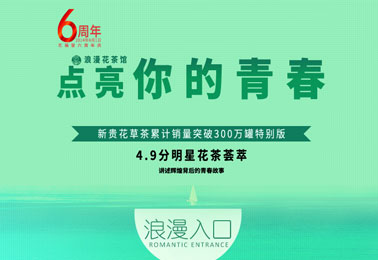 6周年
浪漫花茶馆
点亮你的青春
新贵花草茶累计销量突破300万罐特别版
4.9分明星花茶荟萃
讲述辉煌背后的青春故事
浪漫入口
ROMANTIC ENTRANCE